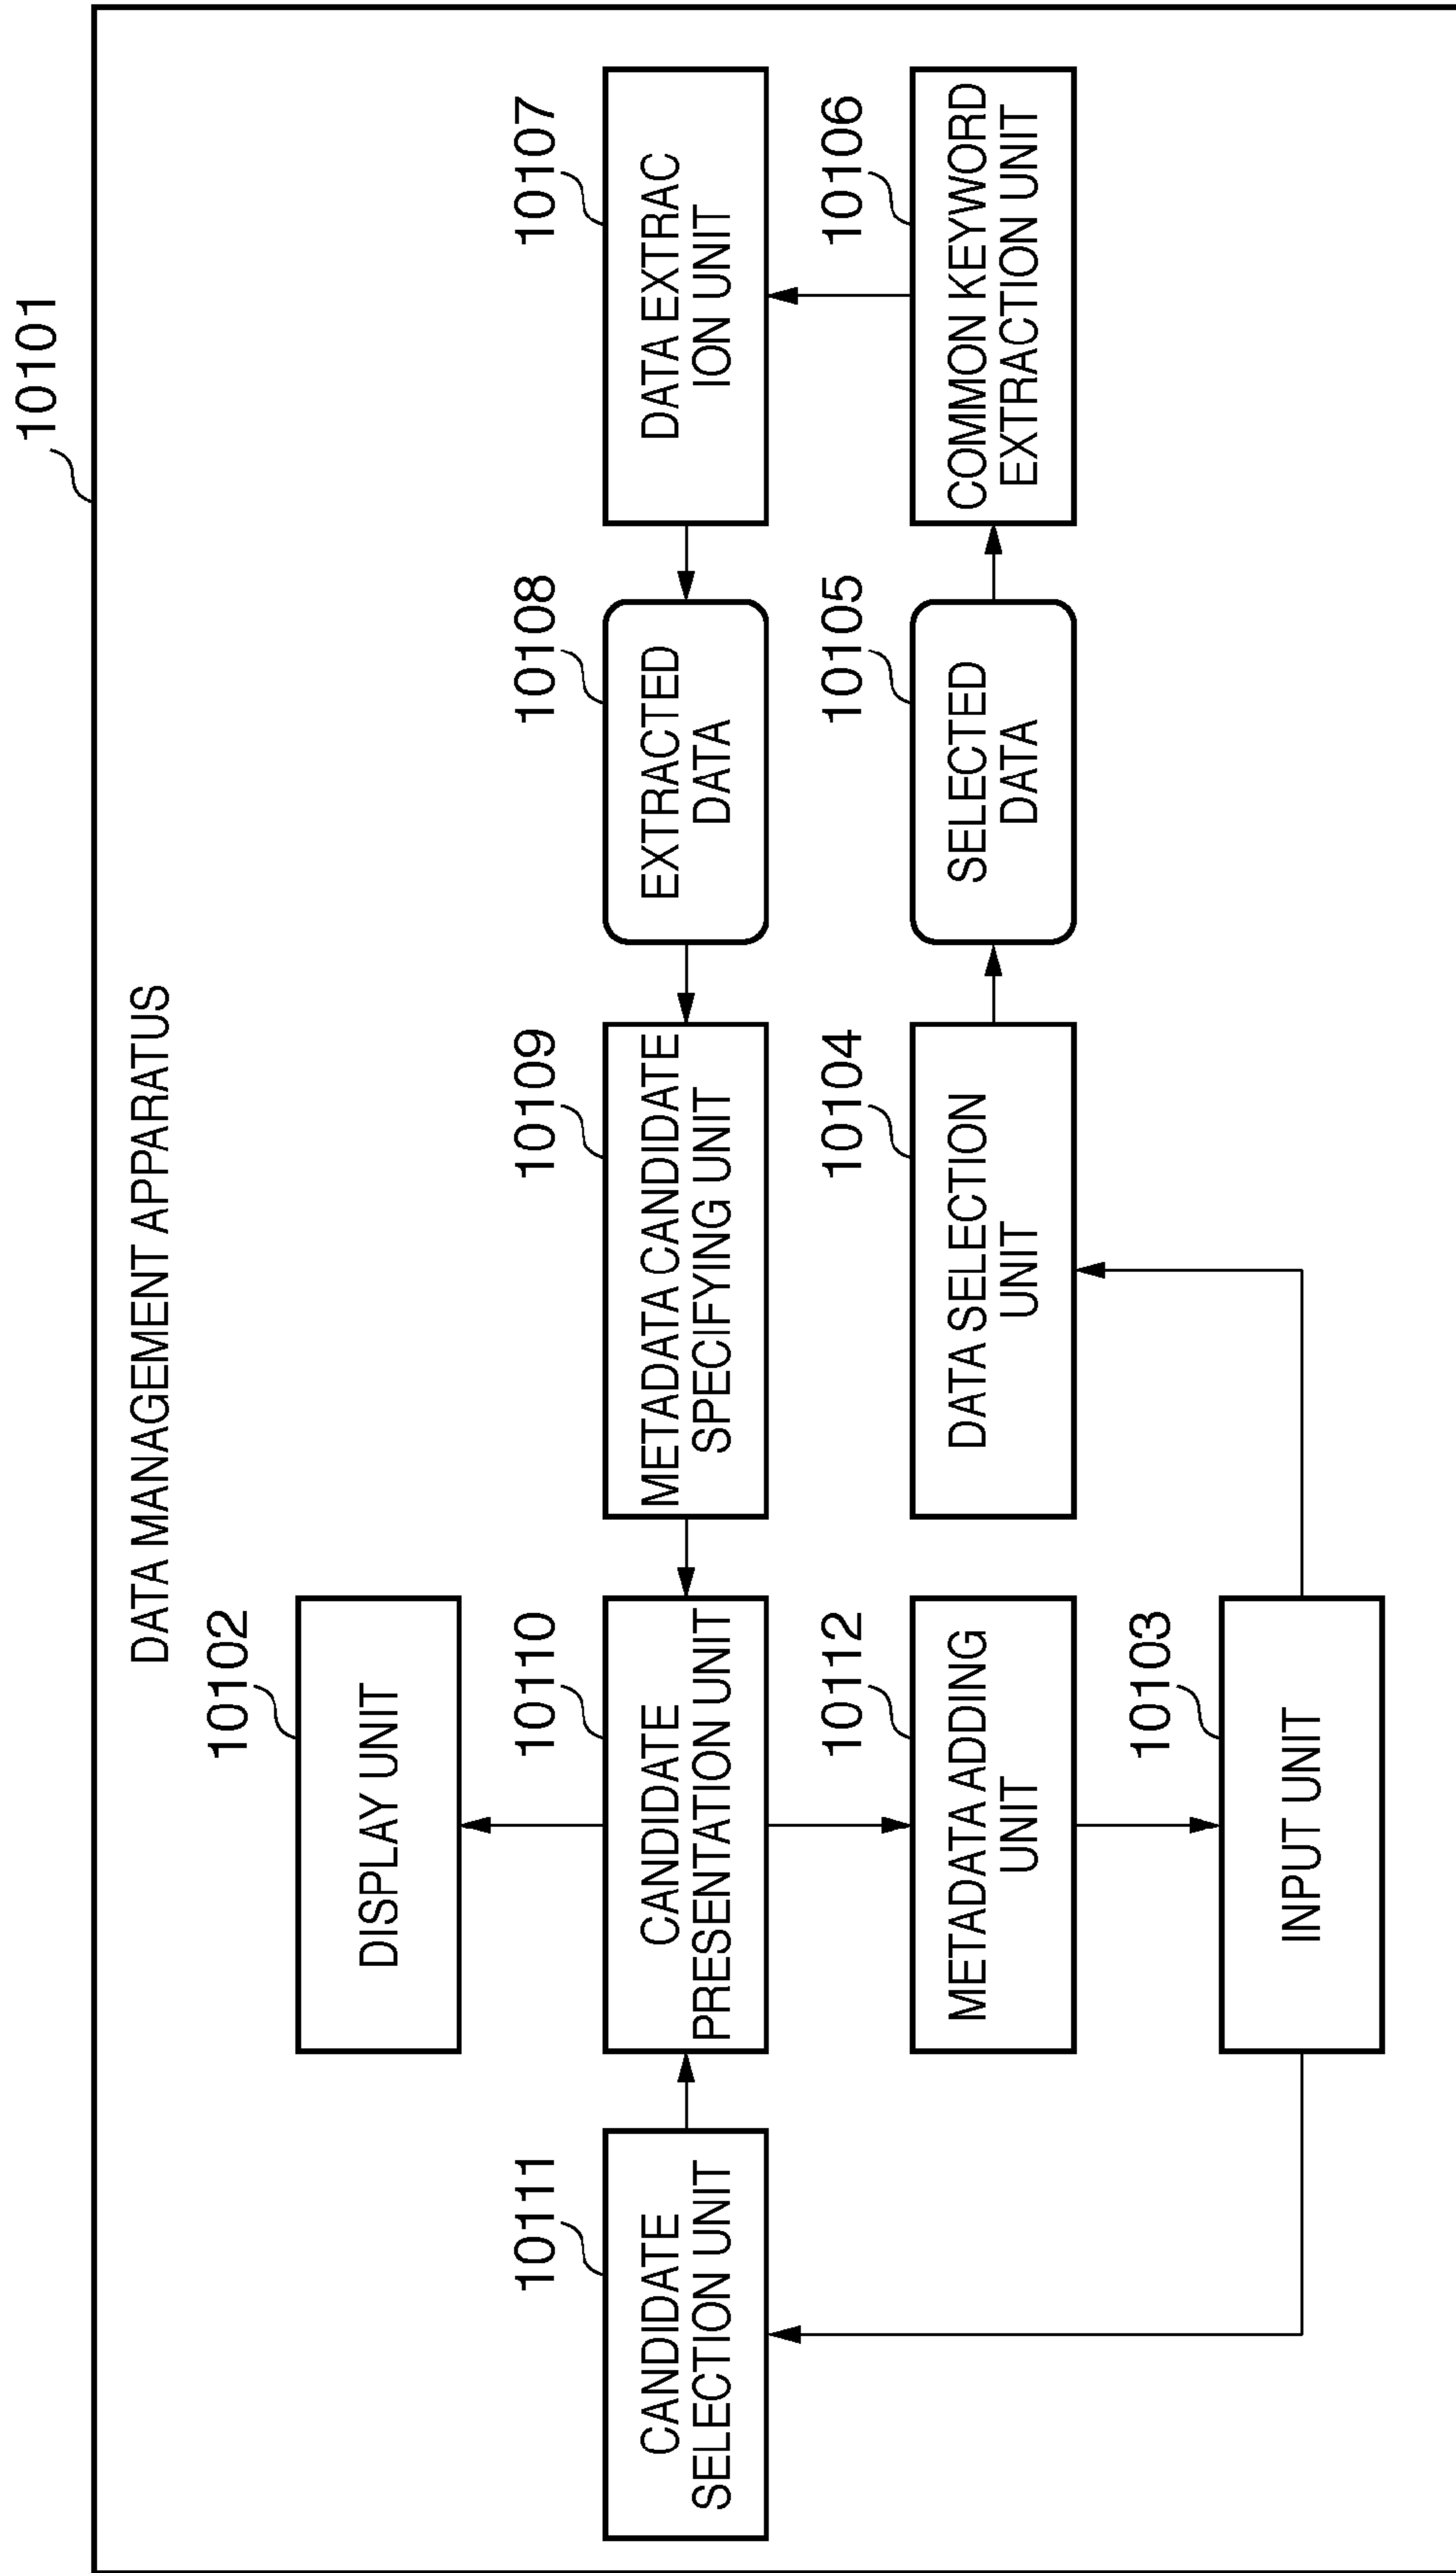 10101
DATA MANAGEMENT APPARATUS
10102
DISPLAY UNIT
10111
CANDIDATE
SELECTION UNIT
10110
CANDIDATE
PRESENTATION UNIT
10109
METADATA CANDIDATE
SPECIFYING UNIT
10108
EXTRACTED
DATA
10107
DATA EXTRAC
ION UNIT
10112
METADATA ADDING
UNIT
10104
DATA SELECTION
UNIT
10105
SELECTED
DATA
10106
COMMON KEYWORD
EXTRACTION UNIT
10103
INPUT UNIT